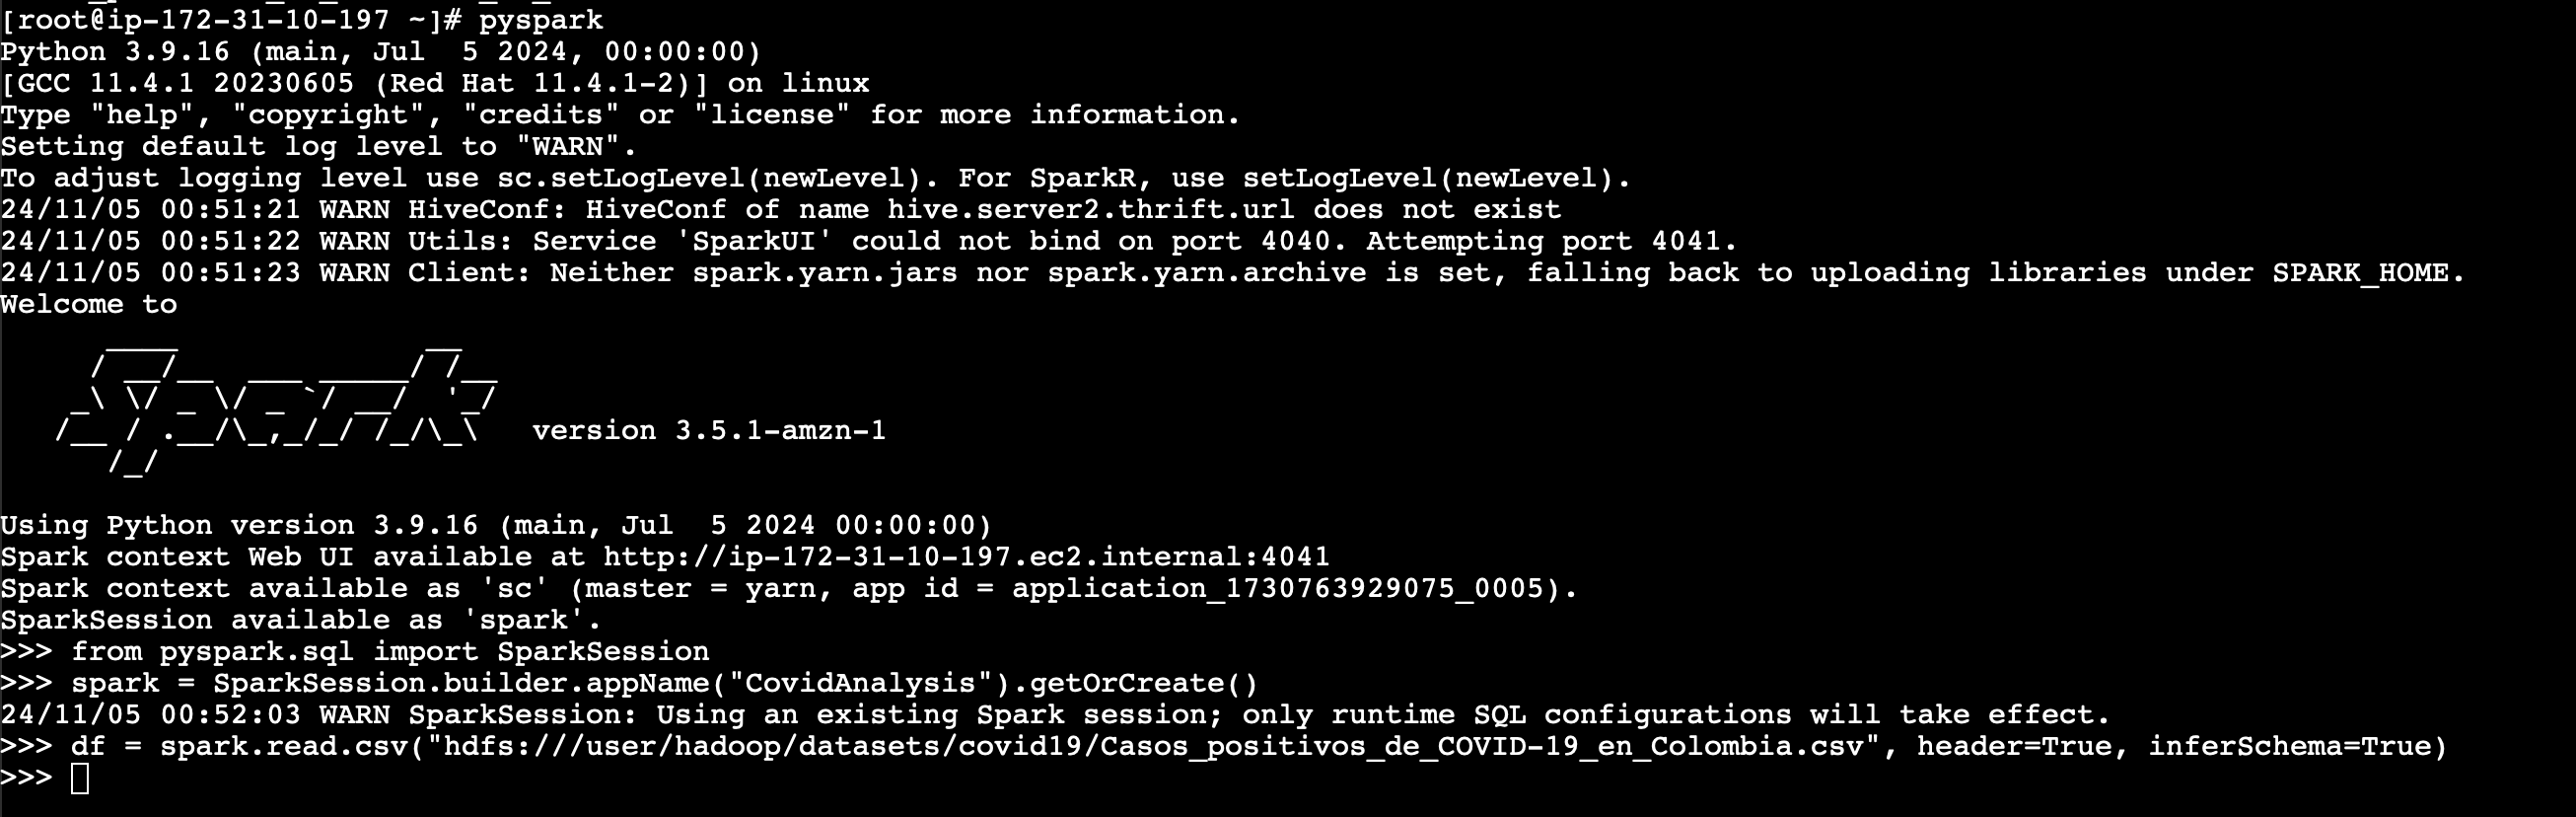 [root@ip-172-31-10-197 ~]# pyspark
Python 3.9.16 (main, Jul  5 2024, 00:00:00)
[GCC 11.4.1 20230605 (Red Hat 11.4.1-2)] on linux
Type "help", "copyright", "credits" or "license" for more information.
Setting default log level to "WARN".
To adjust logging level use sc.setLogLevel(newLevel). For SparkR, use setLogLevel(newLevel).
24/11/05 00:51:21 WARN HiveConf: HiveConf of name hive.server2.thrift.url does not exist
24/11/05 00:51:22 WARN Utils: Service 'SparkUI' could not bind on port 4040. Attempting port 4041.
24/11/05 00:51:23 WARN Client: Neither spark.yarn.jars nor spark.yarn.archive is set, falling back to uploading libraries under SPARK_HOME.
Welcome to
      ____              __
     / __/__  ___ _____/ /__
    _\ \/ _ \/ _ `/ __/  '_/
   /__ / .__/\_,_/_/ /_/\_\   version 3.5.1-amzn-1
      /_/
Using Python version 3.9.16 (main, Jul  5 2024 00:00:00)
Spark context Web UI available at http://ip-172-31-10-197.ec2.internal:4041
Spark context available as 'sc' (master = yarn, app id = application_1730763929075_0005).
SparkSession available as 'spark'.
>>> from pyspark.sql import SparkSession
>>> spark = SparkSession.builder.appName("CovidAnalysis").getOrCreate()
24/11/05 00:52:03 WARN SparkSession: Using an existing Spark session; only runtime SQL configurations will take effect.
>>> df = spark.read.csv("hdfs:///user/hadoop/datasets/covid19/Casos_positivos_de_COVID-19_en_Colombia.csv", header=True, inferSchema=True)
>>>